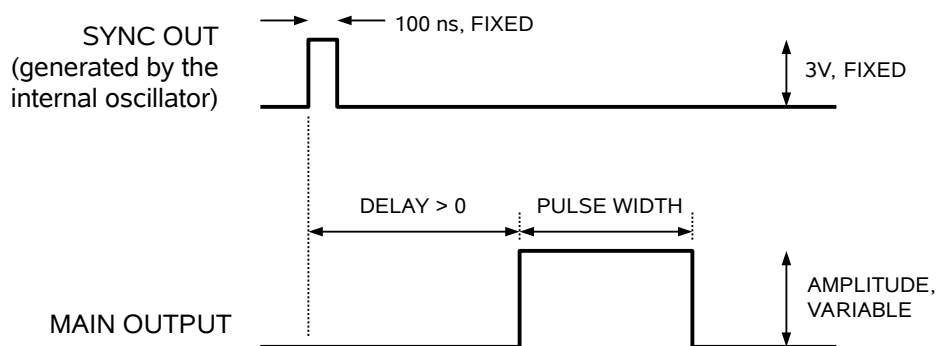 100 ns, FIXED
SYNC OUT
(generated by the
internal oscillator)
3V, FIXED
DELAY > 0
PULSE WIDTH
AMPLITUDE,
VARIABLE
MAIN OUTPUT